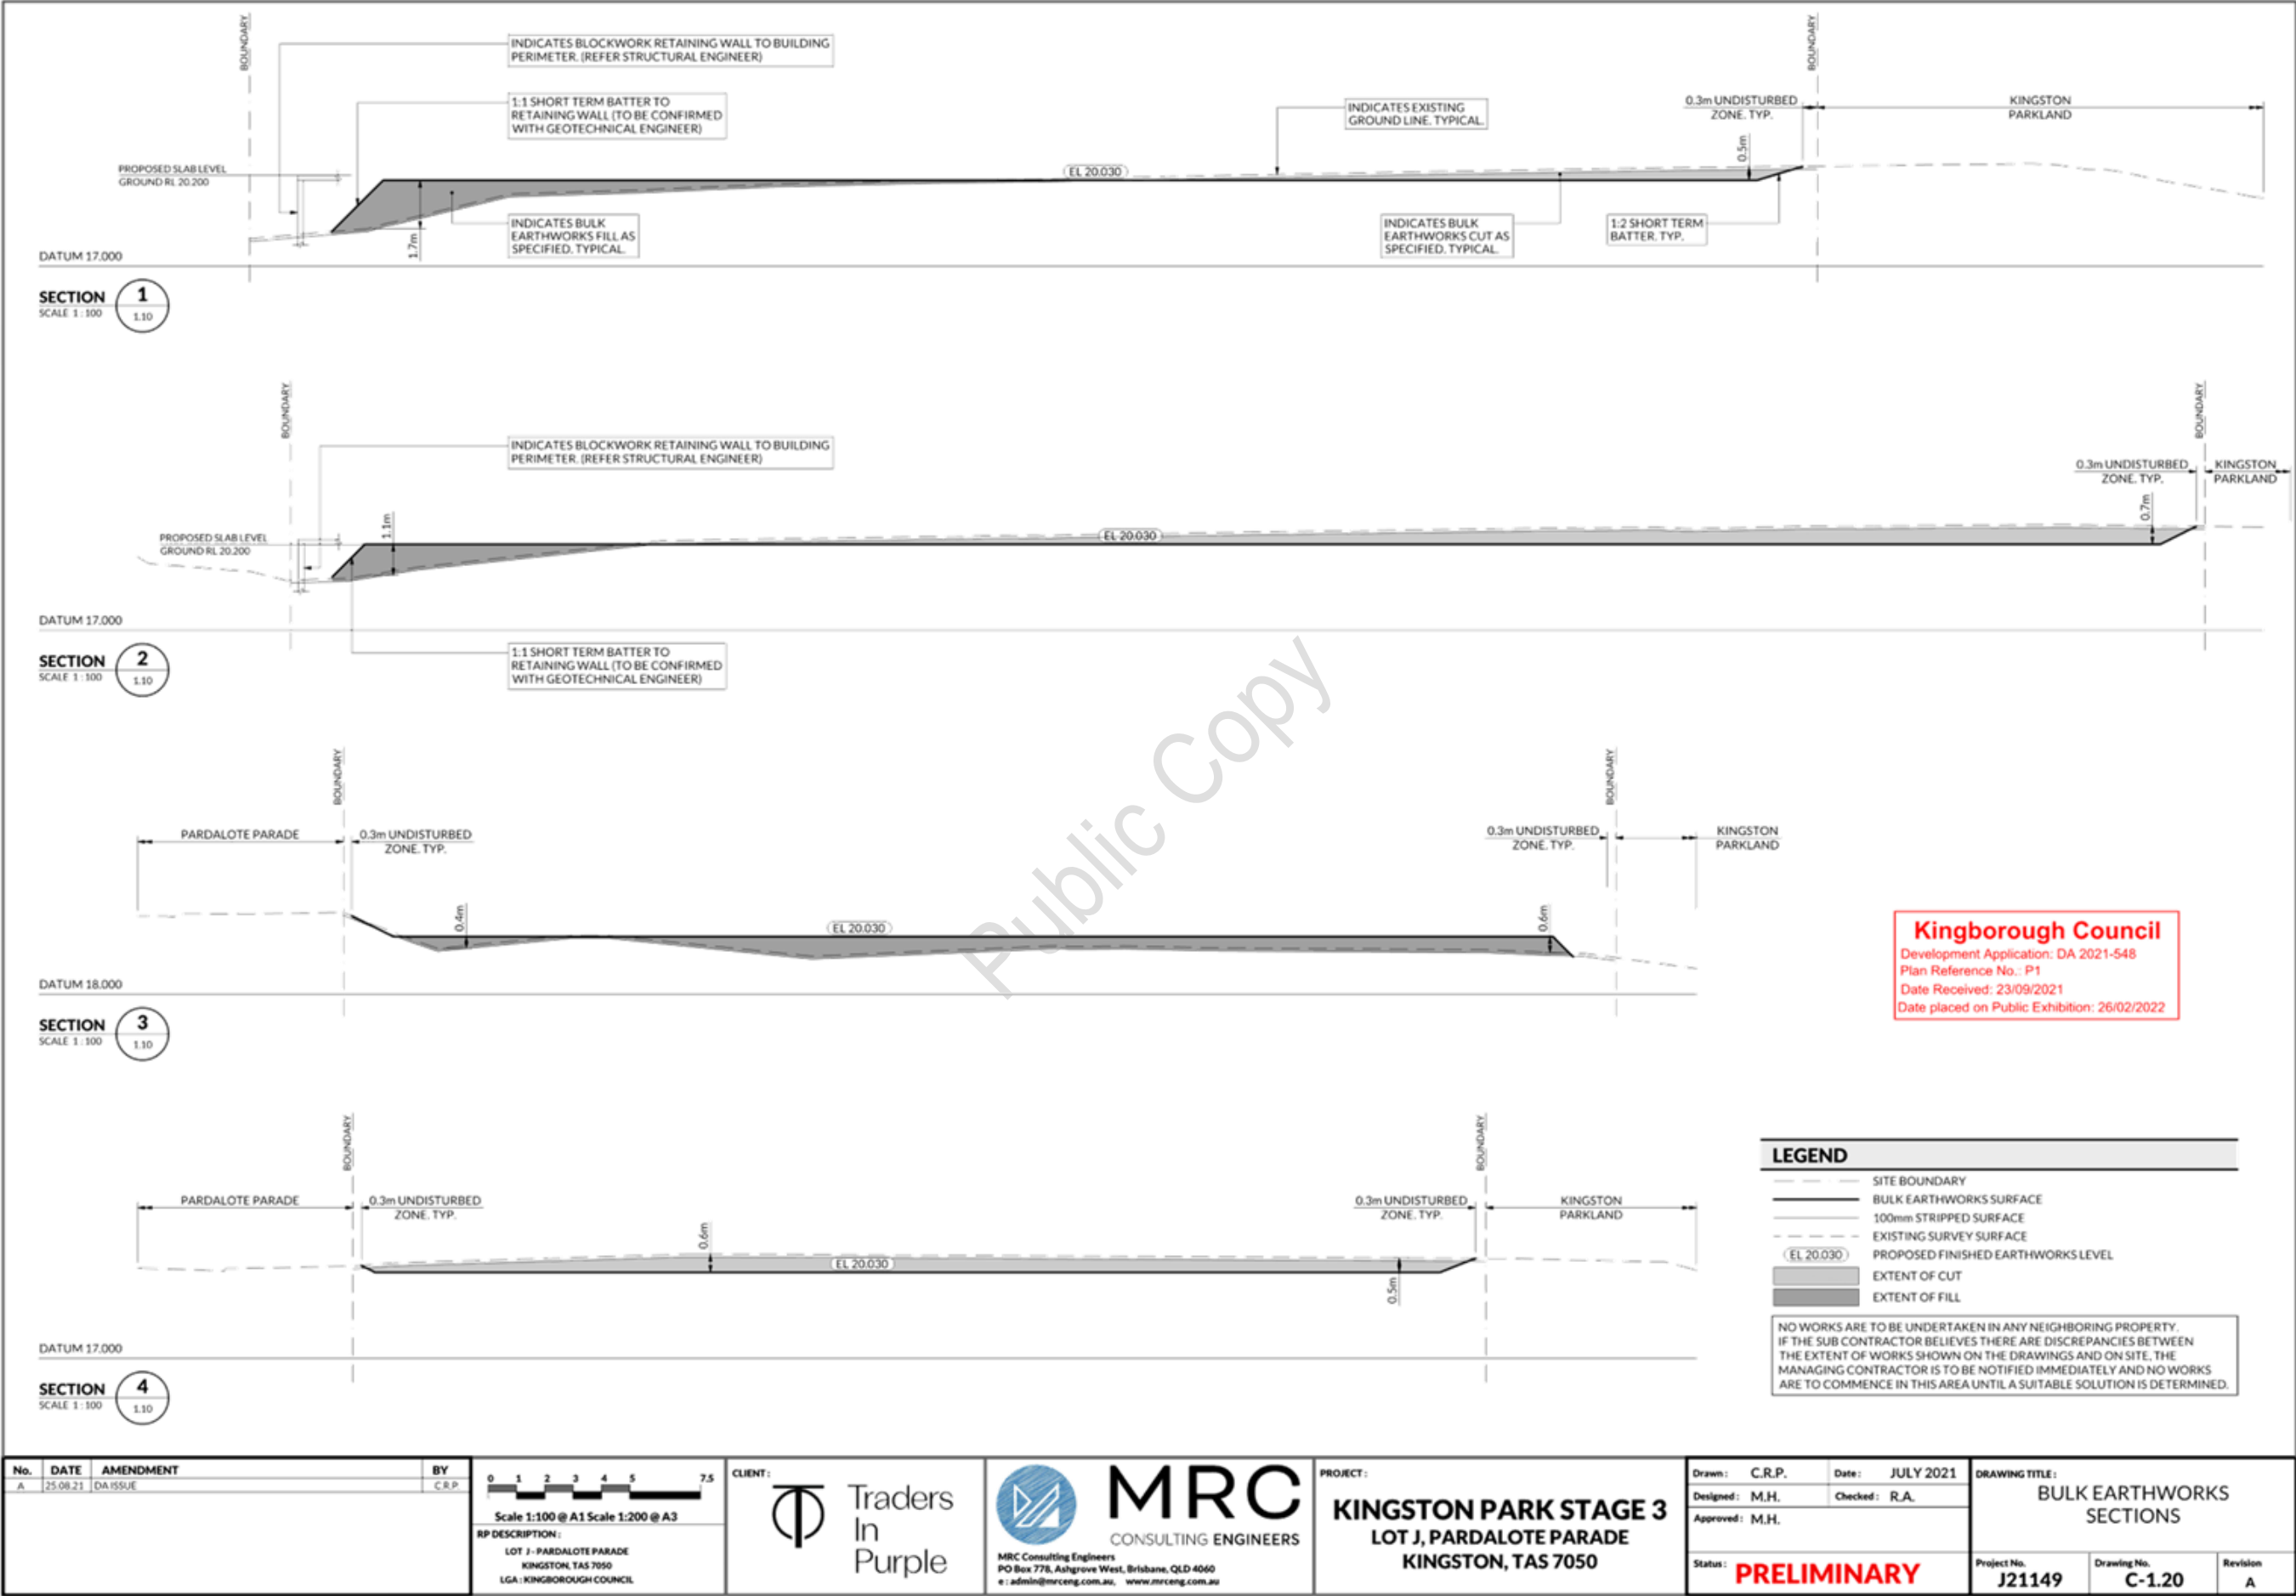 BOUNDARY
INDICATES BLOCKWORK RETAINING WALL TO BUILDING
PERIMETER. (REFER STRUCTURAL ENGINEER)
1:1 SHORT TERM BATTER TO
RETAINING WALL (TO BE CONFIRMED
WITH GEOTECHNICAL ENGINEER)
INDICATES EXISTING
GROUND LINE. TYPICAL.
0.3m UNDISTURBED
ZONE. TYP.
BOUNDARY
KINGSTON
PARKLAND
PROPOSED SLAB LEVEL
GROUND RL 20.200
EL 20.030
0.5m
1.7m
INDICATES BULK
EARTHWORKS FILL AS
SPECIFIED. TYPICAL.
INDICATES BULK
EARTHWORKS CUT AS
SPECIFIED. TYPICAL.
1:2 SHORT TERM
BATTER. TYP.
DATUM 17.000
SECTION 1
SCALE 1 : 100 1.10
BOUNDARY
INDICATES BLOCKWORK RETAINING WALL TO BUILDING
PERIMETER. (REFER STRUCTURAL ENGINEER)
BOUNDARY
0.3m UNDISTURBED
ZONE. TYP.
KINGSTON
PARKLAND
PROPOSED SLAB LEVEL
GROUND RL 20.200
1.1m
EL 20.030
0.7m
DATUM 17.000
SECTION 2
SCALE 1 : 100 1.10
1:1 SHORT TERM BATTER TO
RETAINING WALL (TO BE CONFIRMED
WITH GEOTECHNICAL ENGINEER)
Public Copy
BOUNDARY
PARDALOTE PARADE
0.3m UNDISTURBED
ZONE. TYP.
BOUNDARY
0.3m UNDISTURBED
ZONE. TYP.
KINGSTON
PARKLAND
0.4m
EL 20.030
0.6m
DATUM 18.000
SECTION 3
SCALE 1 : 100 1.10
Kingborough Council
Development Application: DA 2021-548
Plan Reference No.: P1
Date Received: 23/09/2021
Date placed on Public Exhibition: 26/02/2022
BOUNDARY
PARDALOTE PARADE
0.3m UNDISTURBED
ZONE. TYP.
BOUNDARY
0.3m UNDISTURBED
ZONE. TYP.
KINGSTON
PARKLAND
0.6m
EL 20.030
0.5m
DATUM 17.000
SECTION 4
SCALE 1 : 100 1.10
LEGEND
SITE BOUNDARY
BULK EARTHWORKS SURFACE
100mm STRIPPED SURFACE
EXISTING SURVEY SURFACE
EL 20.030 PROPOSED FINISHED EARTHWORKS LEVEL
EXTENT OF CUT
EXTENT OF FILL
NO WORKS ARE TO BE UNDERTAKEN IN ANY NEIGHBORING PROPERTY.
IF THE SUB CONTRACTOR BELIEVES THERE ARE DISCREPANCIES BETWEEN
THE EXTENT OF WORKS SHOWN ON THE DRAWINGS AND ON SITE, THE
MANAGING CONTRACTOR IS TO BE NOTIFIED IMMEDIATELY AND NO WORKS
ARE TO COMMENCE IN THIS AREA UNTIL A SUITABLE SOLUTION IS DETERMINED.
No. DATE AMENDMENT BY
A 25.08.21 DA ISSUE C.R.P.
0 1 2 3 4 5 7.5
Scale 1:100 @ A1 Scale 1:200 @ A3
RP DESCRIPTION :
LOT J - PARDALOTE PARADE
KINGSTON, TAS 7050
LGA : KINGBOROUGH COUNCIL
CLIENT :
Traders
In
Purple
MRC
CONSULTING ENGINEERS
MRC Consulting Engineers
PO Box 778, Ashgrove West, Brisbane, QLD 4060
e : admin@mrceng.com.au, www.mrceng.com.au
PROJECT :
KINGSTON PARK STAGE 3
LOT J, PARDALOTE PARADE
KINGSTON, TAS 7050
Drawn : C.R.P. Date : JULY 2021
Designed : M.H. Checked : R.A.
Approved : M.H.
Status : PRELIMINARY
DRAWING TITLE :
BULK EARTHWORKS
SECTIONS
Project No. Drawing No. Revision
J21149 C-1.20 A